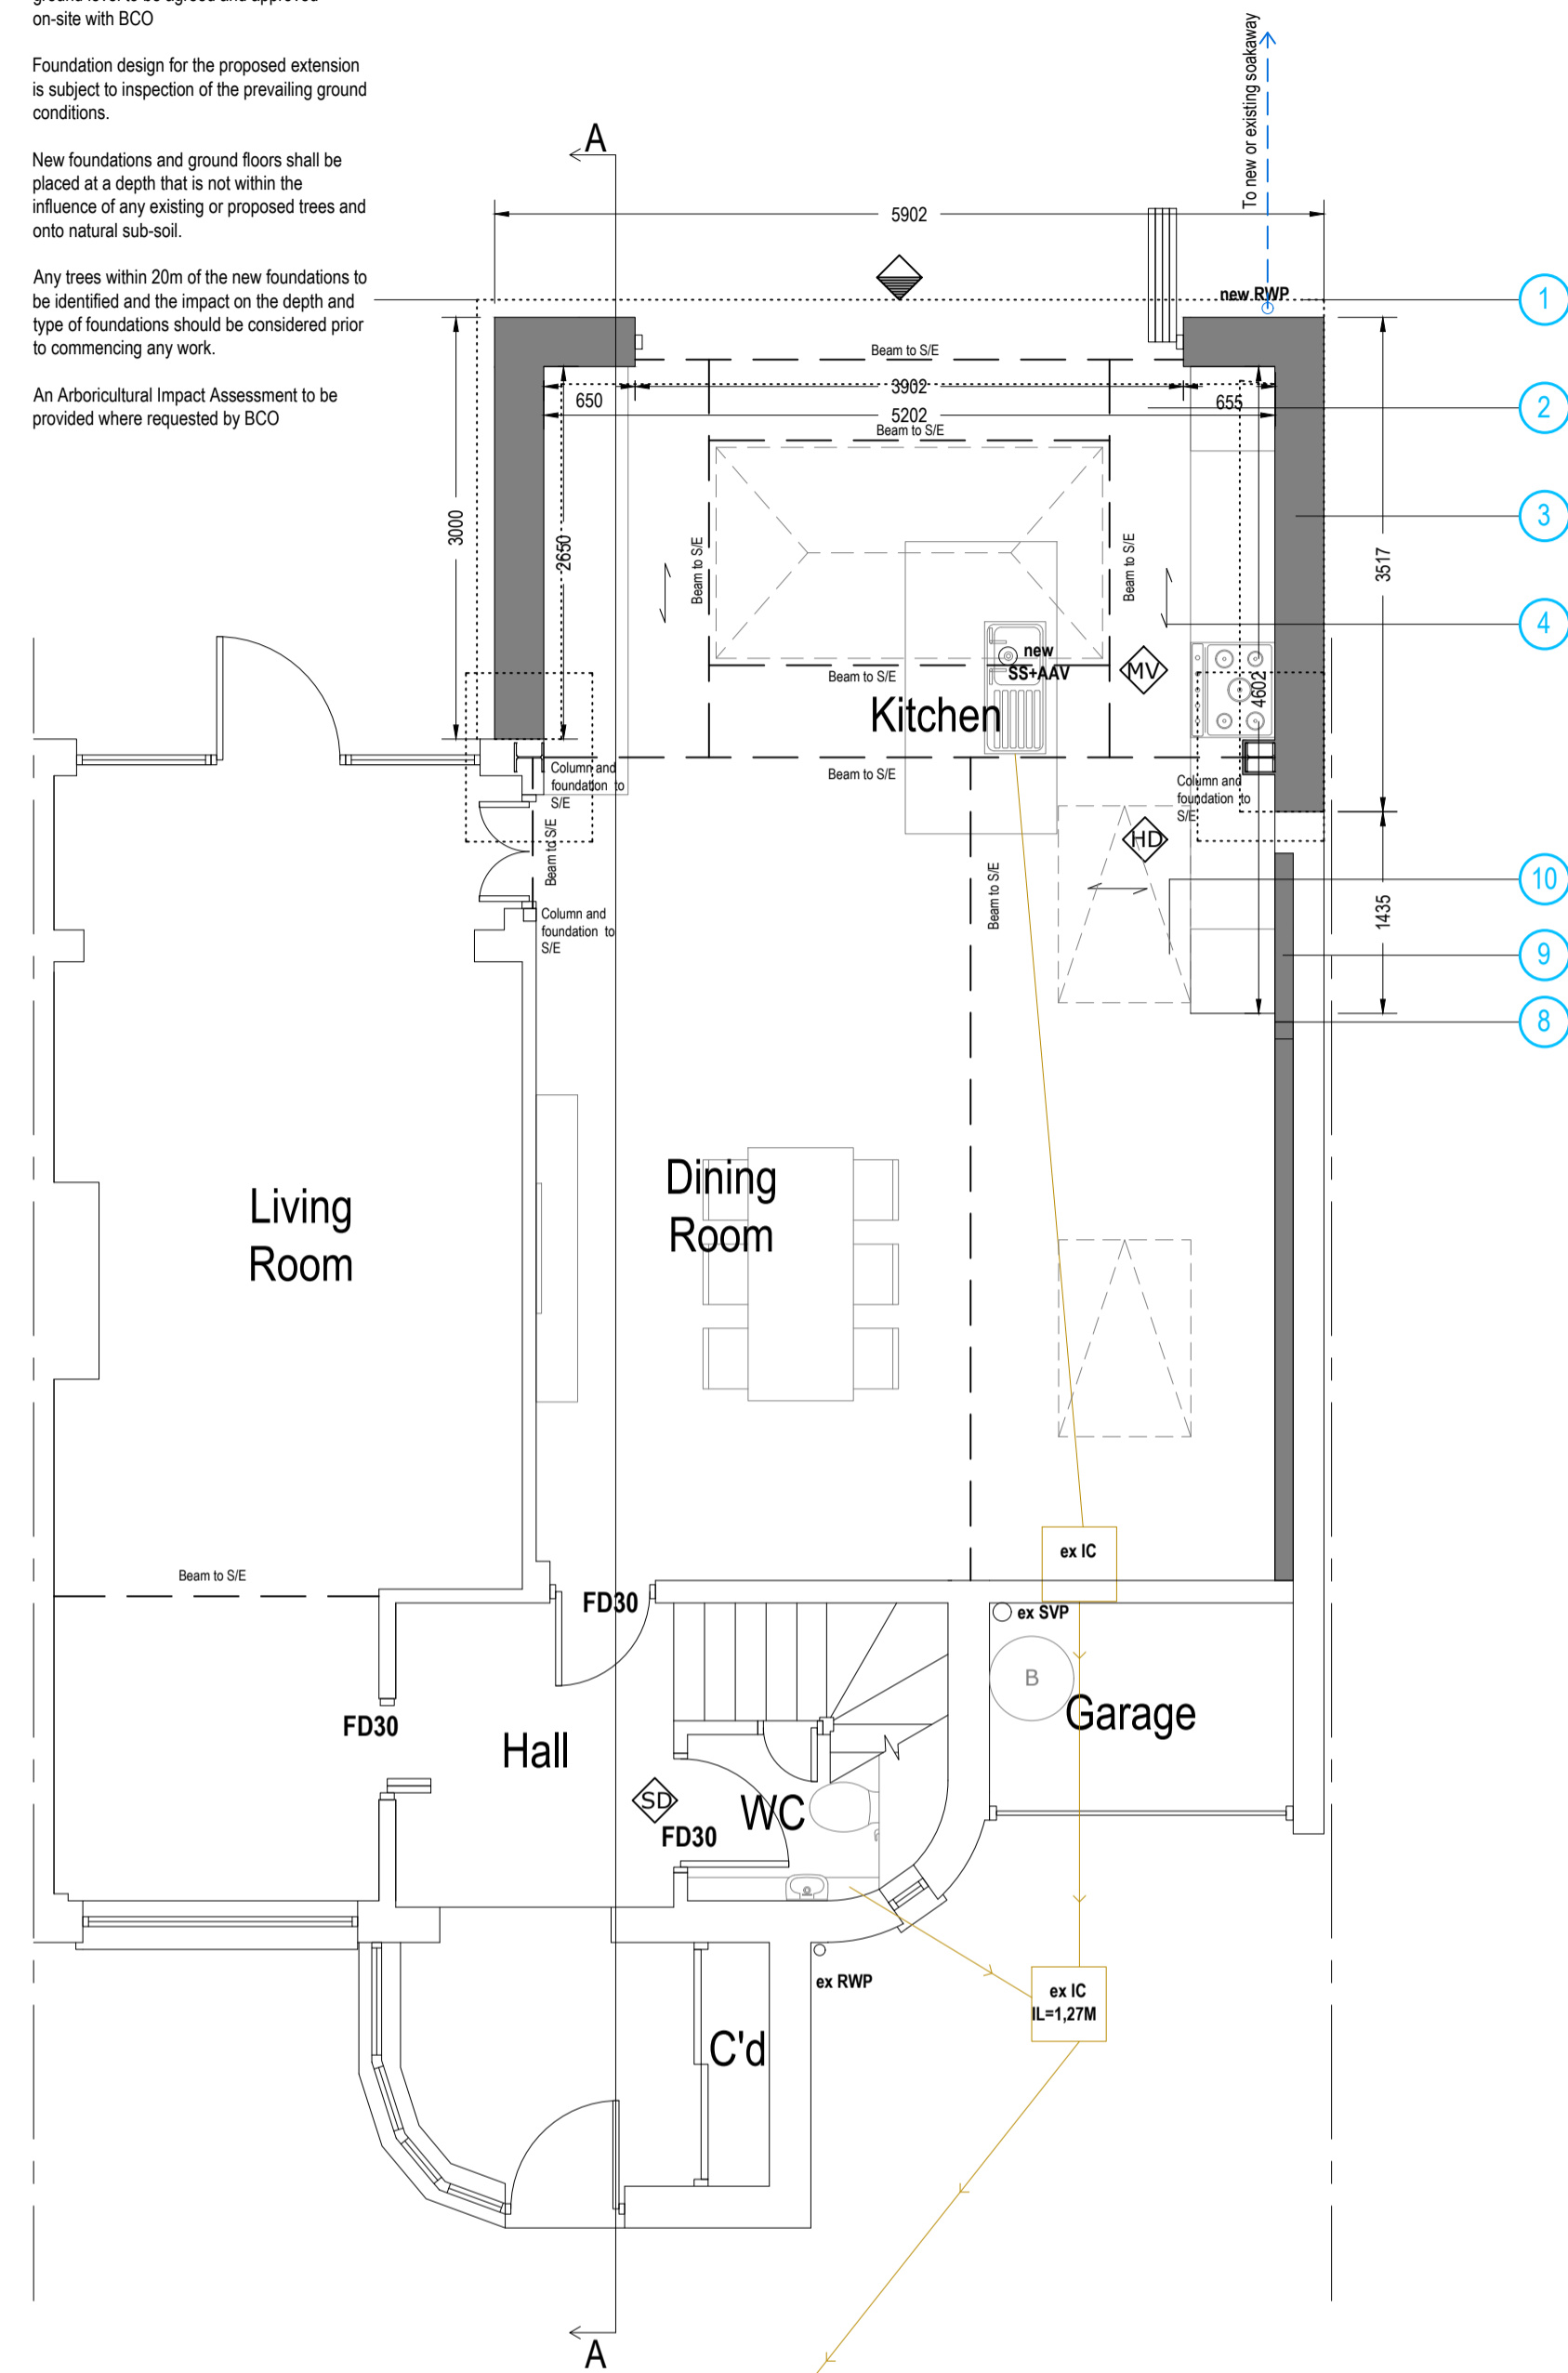 ground level to be agreed and approved
on-site with BCO
Foundation design for the proposed extension
is subject to inspection of the prevailing ground
conditions.
New foundations and ground floors shall be
placed at a depth that is not within the
influence of any existing or proposed trees and
onto natural sub-soil.
Any trees within 20m of the new foundations to
be identified and the impact on the depth and
type of foundations should be considered prior
to commencing any work.
An Arboricultural Impact Assessment to be
provided where requested by BCO
To new or existing soakaway
A
5902
new RWP
1
Beam to S/E
3902
650
655
2
5202
Beam to S/E
3
3000
2650
Beam to S/E
Beam to S/E
3517
4
new
SS+AAV
MV
Beam to S/E
4602
Kitchen
Beam to S/E
Column and
foundation to
S/E
Column and
foundation to
S/E
HD
Beam to S/E
Beam to S/E
10
1435
Column and
foundation to
S/E
9
8
Living
Room
Dining
Room
ex IC
Beam to S/E
FD30
ex SVP
B
Garage
FD30
Hall
SD
WC
FD30
ex RWP
ex IC
IL=1,27M
C'd
A